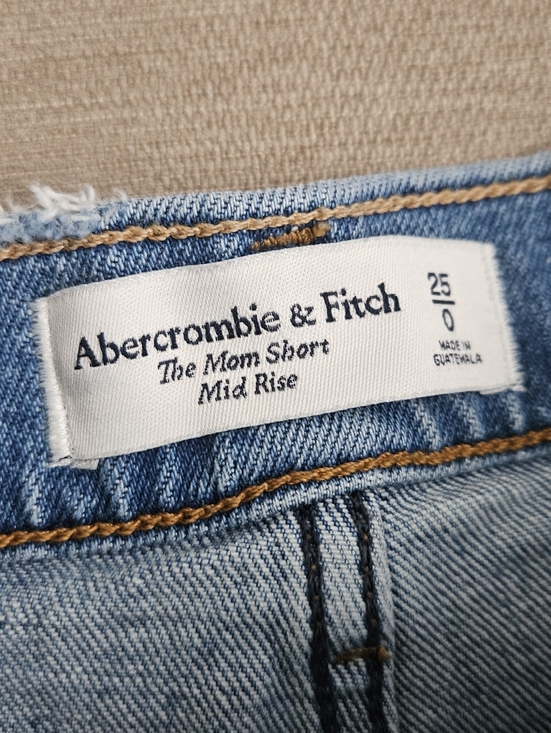 Abercrombie & Fitch
The Mom Short
Mid Rise
25
0
MADE IN
GUATEMALA